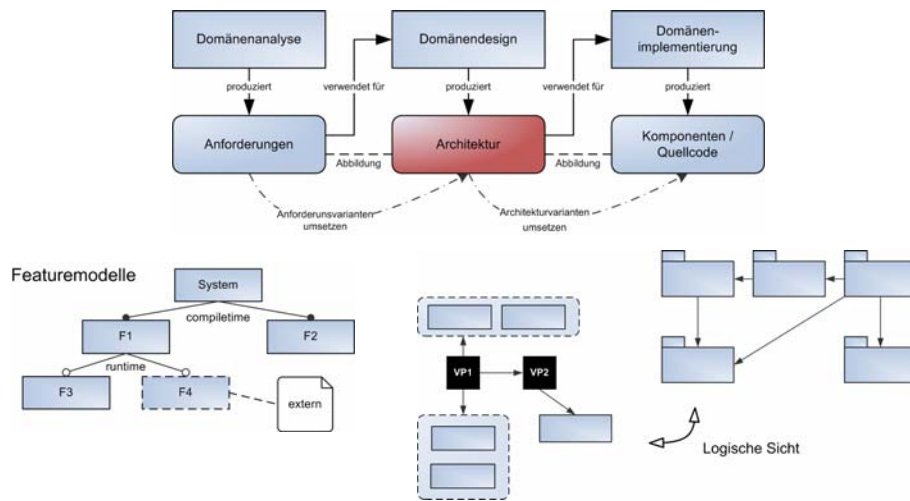 Domänenanalyse
Domänendesign
Domänen-
implementierung
produziert
verwendet für
produziert
verwendet für
produziert
Anforderungen
Architektur
Komponenten /
Quellcode
Abbildung
Abbildung
Anforderunsvarianten
umsetzen
Architekturvarianten
umsetzen
Featuremodelle
System
compiletime
F1
F2
runtime
F3
F4
extern
VP1
VP2
Logische Sicht